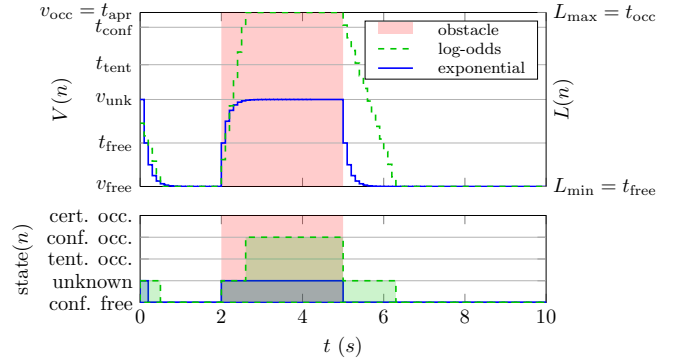 v_occ = t_apr
t_conf
t_tent
v_unk
t_free
v_free
V(n)
obstacle
log-odds
exponential
L_max = t_occ
L(n)
L_min = t_free
cert. occ.
conf. occ.
tent. occ.
unknown
conf. free
state(n)
0 2 4 6 8 10
t (s)